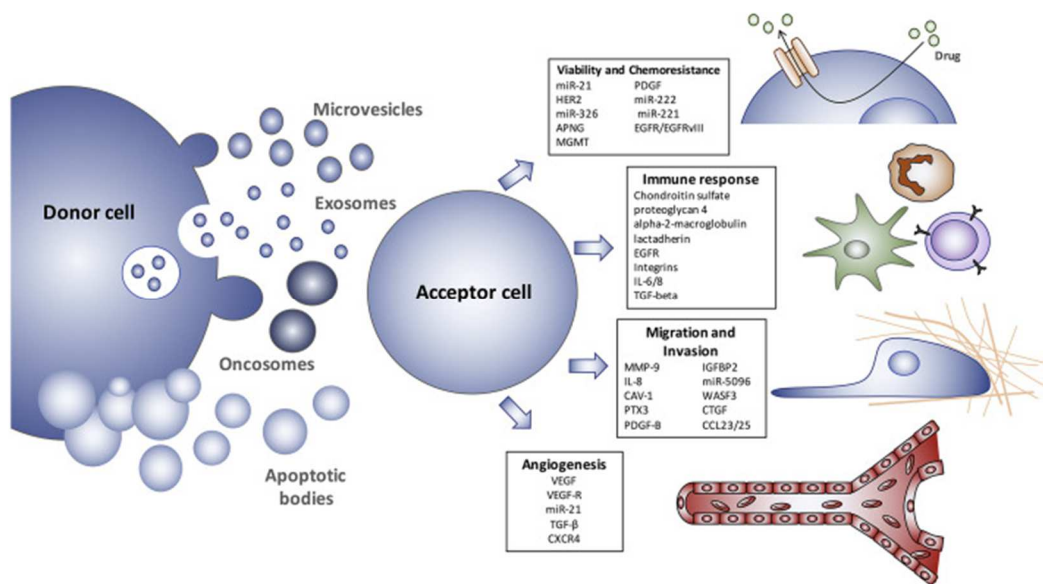 Donor cell
Microvesicles
Exosomes
Oncosomes
Apoptotic
bodies
Acceptor cell
Viability and Chemoresistance
miR-21 PDGF
HER2 miR-222
miR-326 miR-221
APNG EGFR/EGFRvIII
MGMT
Drug
Immune response
Chondroitin sulfate
proteoglycan 4
alpha-2-macroglobulin
lactadherin
EGFR
Integrins
IL-6/8
TGF-beta
Migration and
Invasion
MMP-9 IGFBP2
IL-8 miR-5096
CAV-1 WASF3
PTX3 CTGF
PDGF-B CCL23/25
Angiogenesis
VEGF
VEGF-R
miR-21
TGF-β
CXCR4